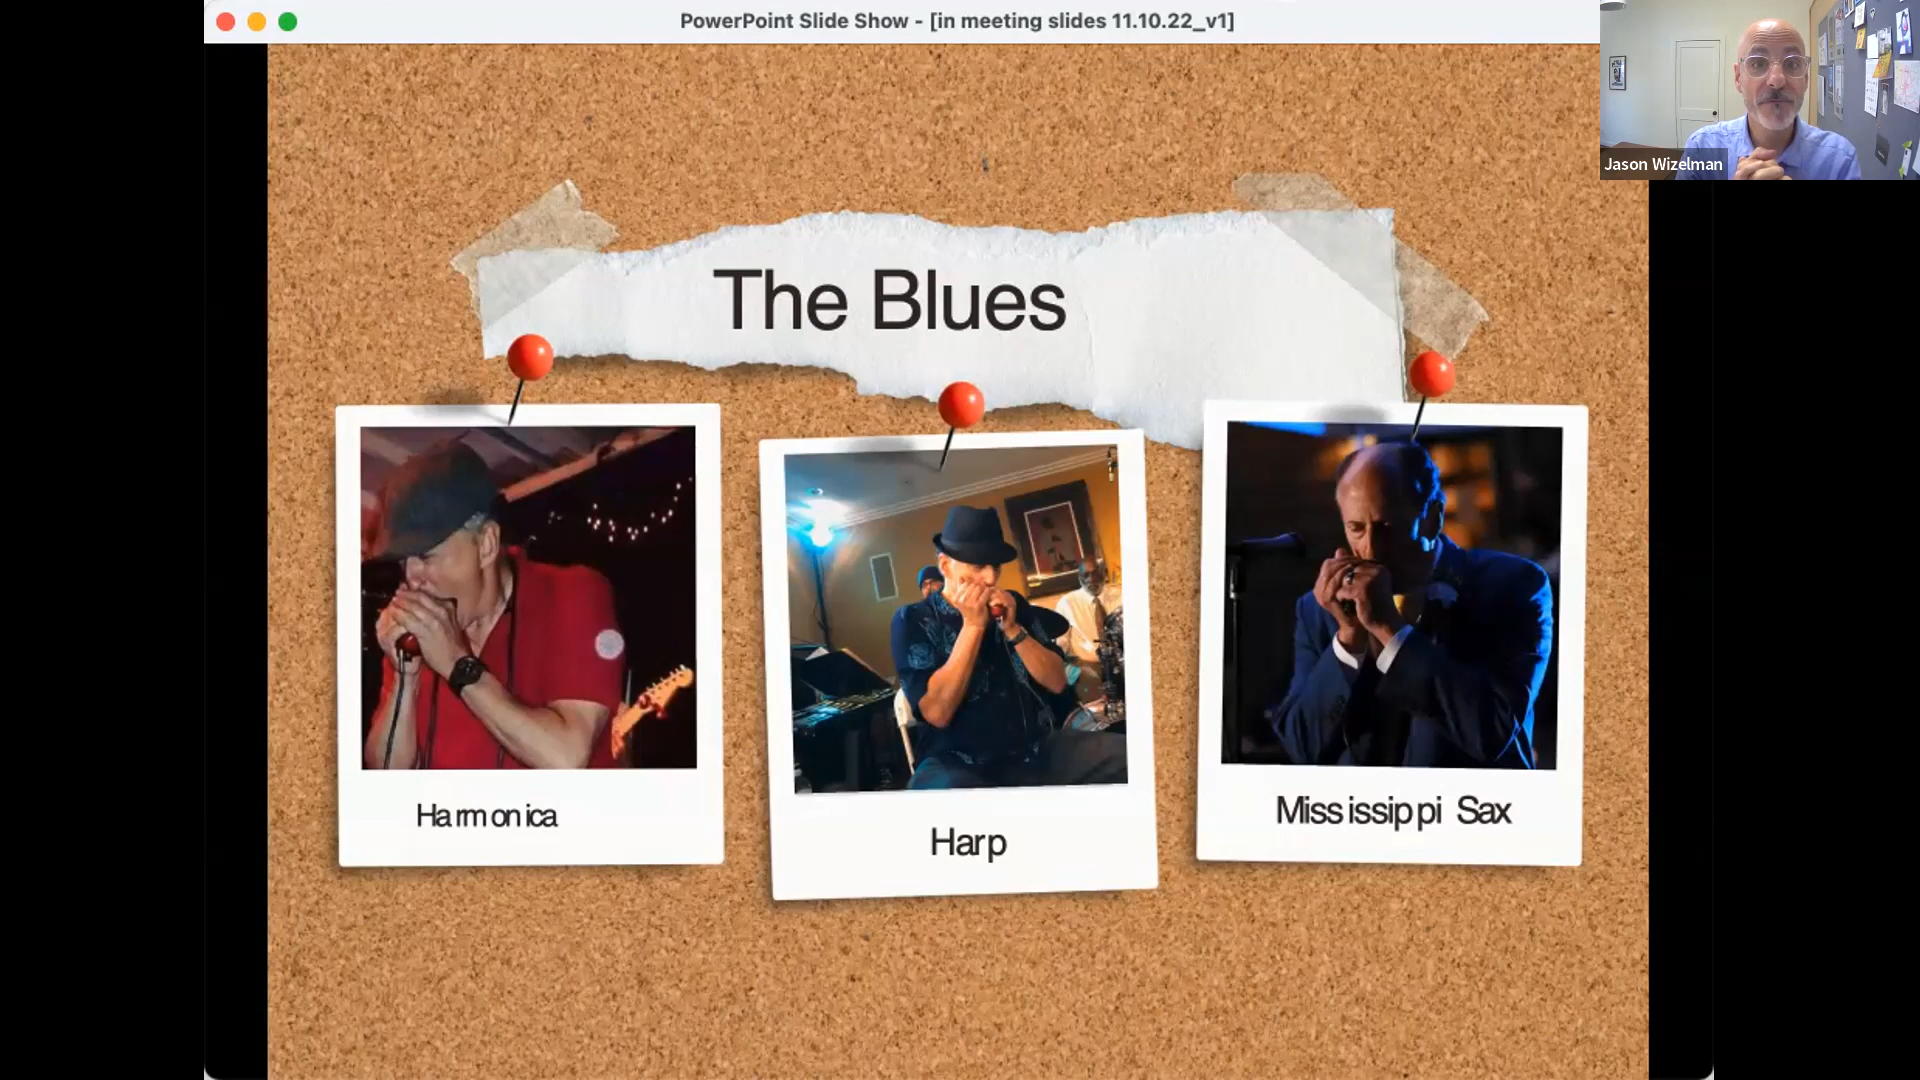 PowerPoint Slide Show - [in meeting slides 11.10.22_v1]
Jason Wizelman
The Blues
Harmonica
Harp
Mississippi Sax